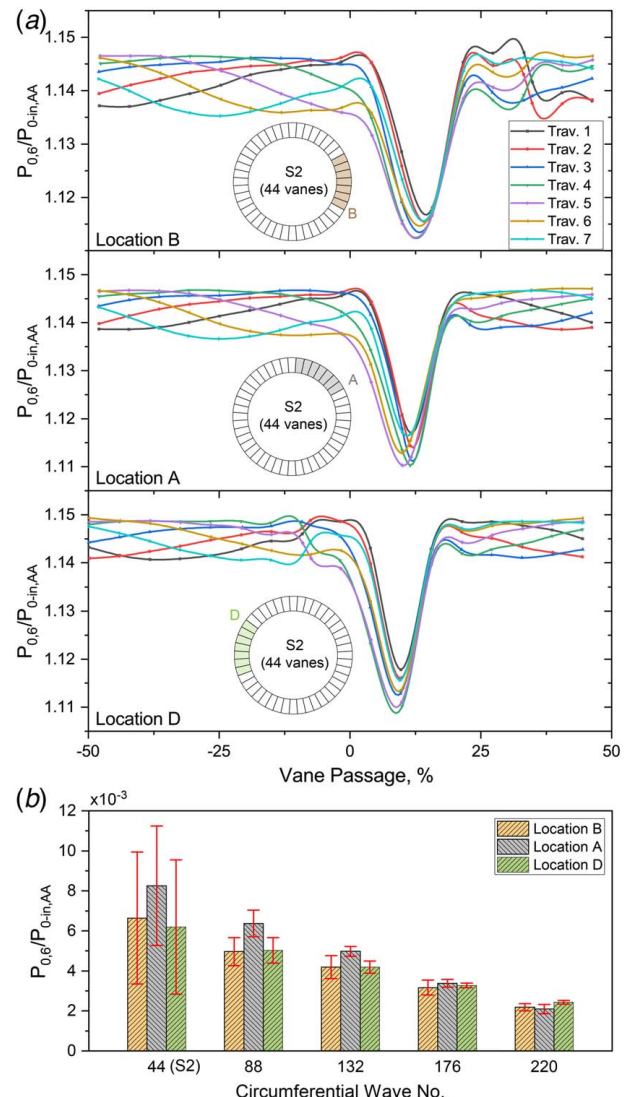 (a)
1.15
1.14
1.13
1.12
P0,6/P0-in,AA
S2
(44 vanes)
B
Location B
Trav. 1
Trav. 2
Trav. 3
Trav. 4
Trav. 5
Trav. 6
Trav. 7
1.15
1.14
1.13
1.12
1.11
P0,6/P0-in,AA
S2
(44 vanes)
A
Location A
1.15
1.14
1.13
1.12
1.11
P0,6/P0-in,AA
D
S2
(44 vanes)
Location D
-50 -25 0 25 50
Vane Passage, %
(b)
x10-3
12
10
8
6
4
2
0
P0,6/P0-in,AA
Location B
Location A
Location D
44 (S2) 88 132 176 220
Circumferential Wave No.